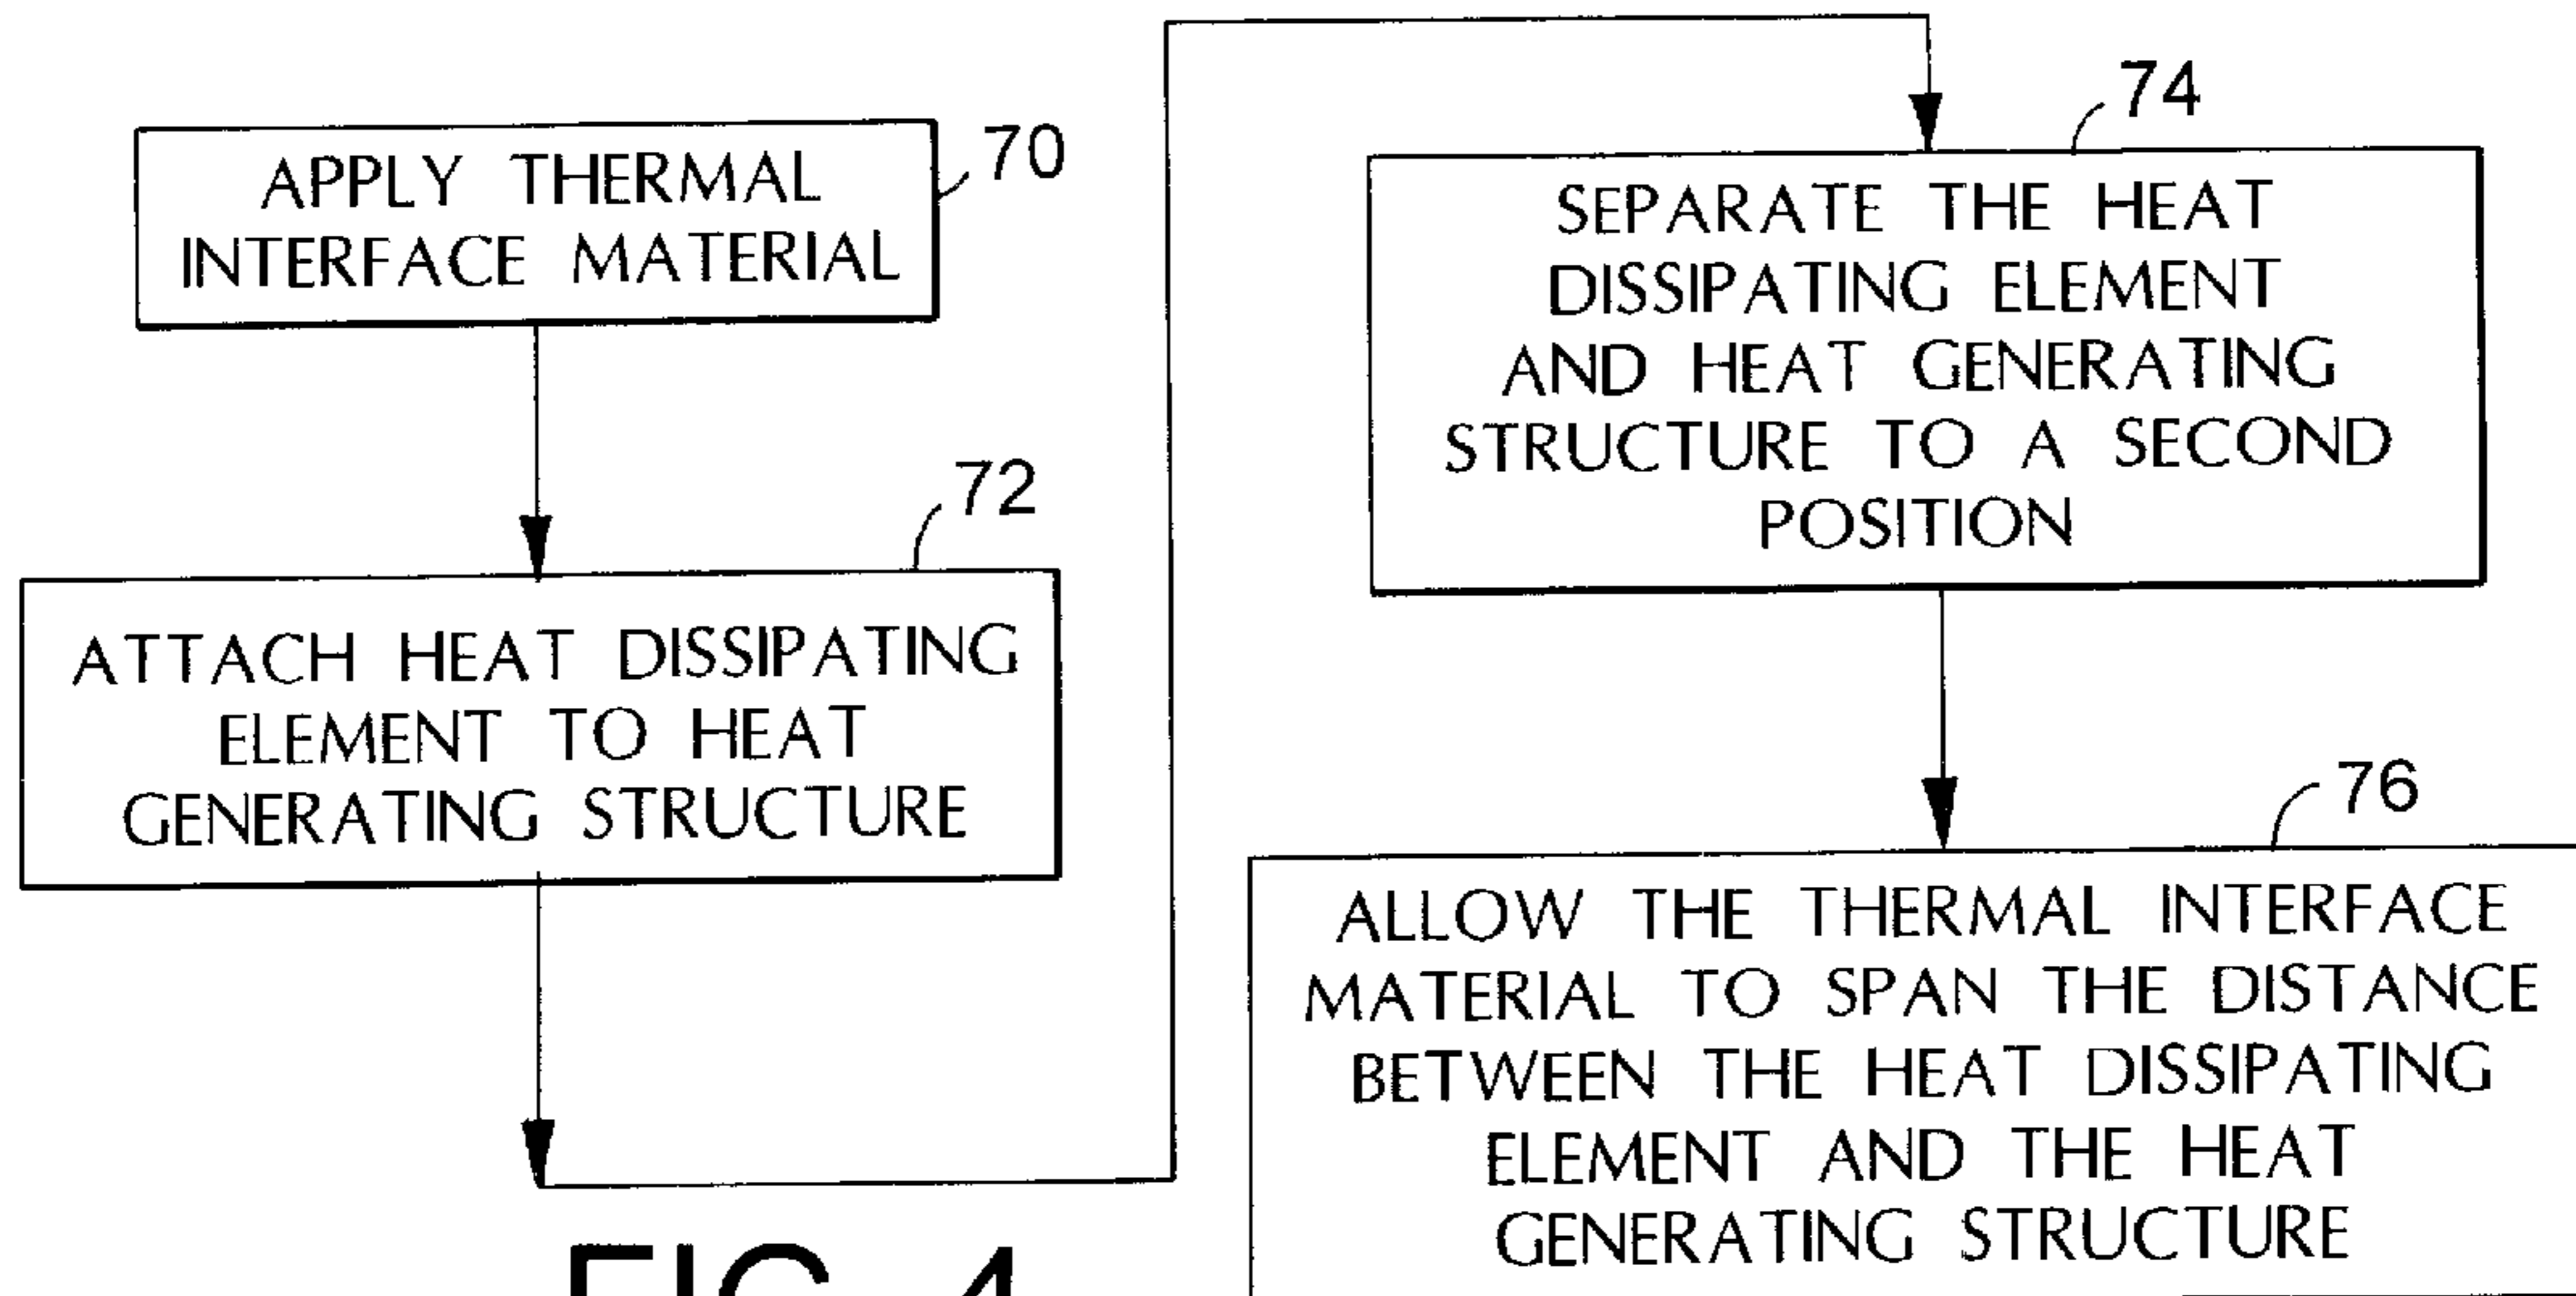 APPLY THERMAL
INTERFACE MATERIAL
70
72
ATTACH HEAT DISSIPATING
ELEMENT TO HEAT
GENERATING STRUCTURE
74
SEPARATE THE HEAT
DISSIPATING ELEMENT
AND HEAT GENERATING
STRUCTURE TO A SECOND
POSITION
76
ALLOW THE THERMAL INTERFACE
MATERIAL TO SPAN THE DISTANCE
BETWEEN THE HEAT DISSIPATING
ELEMENT AND THE HEAT
GENERATING STRUCTURE
FIG. 4